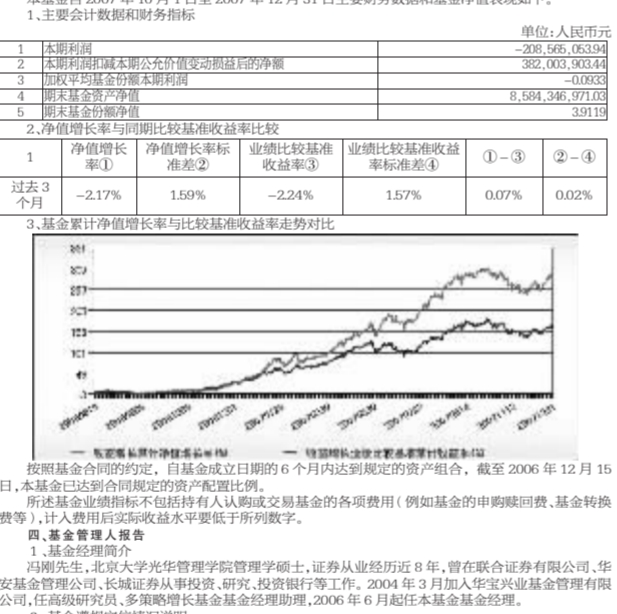 1、主要会计数据和财务指标
单位:人民币元
1 本期利润 -208,565,053.94
2 本期利润扣减本期公允价值变动损益后的净额 382,003,903.44
3 加权平均基金份额本期利润 -0.0933
4 期末基金资产净值 8,584,346,971.03
5 期末基金份额净值 3.9119
2、净值增长率与同期比较基准收益率比较
1 净值增长率① 净值增长率标准差② 业绩比较基准收益率③ 业绩比较基准收益率标准差④ ①-③ ②-④
过去3个月 -2.17% 1.59% -2.24% 1.57% 0.07% 0.02%
3、基金累计净值增长率与比较基准收益率走势对比
按照基金合同的约定，自基金成立日期的6个月内达到规定的资产组合，截至2006年12月15
日,本基金已达到合同规定的资产配置比例。
所述基金业绩指标不包括持有人认购或交易基金的各项费用(例如基金的申购赎回费、基金转换
费等),计入费用后实际收益水平要低于所列数字。
四、基金管理人报告
1、基金经理简介
冯刚先生,北京大学光华管理学院管理学硕士,证券从业经历近8年,曾在联合证券有限公司、华
安基金管理公司、长城证券从事投资、研究、投资银行等工作。2004年3月加入华宝兴业基金管理有限
公司,任高级研究员、多策略增长基金基金经理助理,2006年6月起任本基金基金经理。